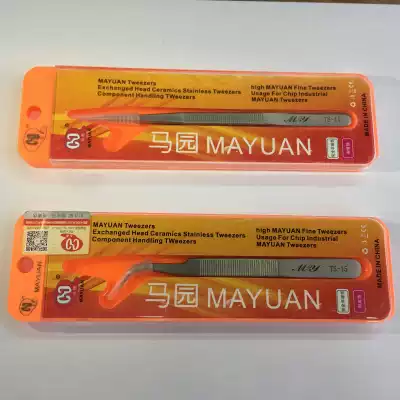 MAYUAN Tweezers
Exchanged Head Ceramics Stainless Tweezers
Component Handling TWeezers
high MAYUAN Fine Tweezers
Usage For Chip Industrial
MAYUAN Tweezers
MADE IN CHINA
M·Y TS-11
马园 MAYUAN
MAYUAN Tweezers
Exchanged Head Ceramics Stainless Tweezers
Component Handling TWeezers
high MAYUAN Fine Tweezers
Usage For Chip Industrial
MAYUAN Tweezers
MADE IN CHINA
MAYUAN
M·Y TS-15
马园 MAYUAN